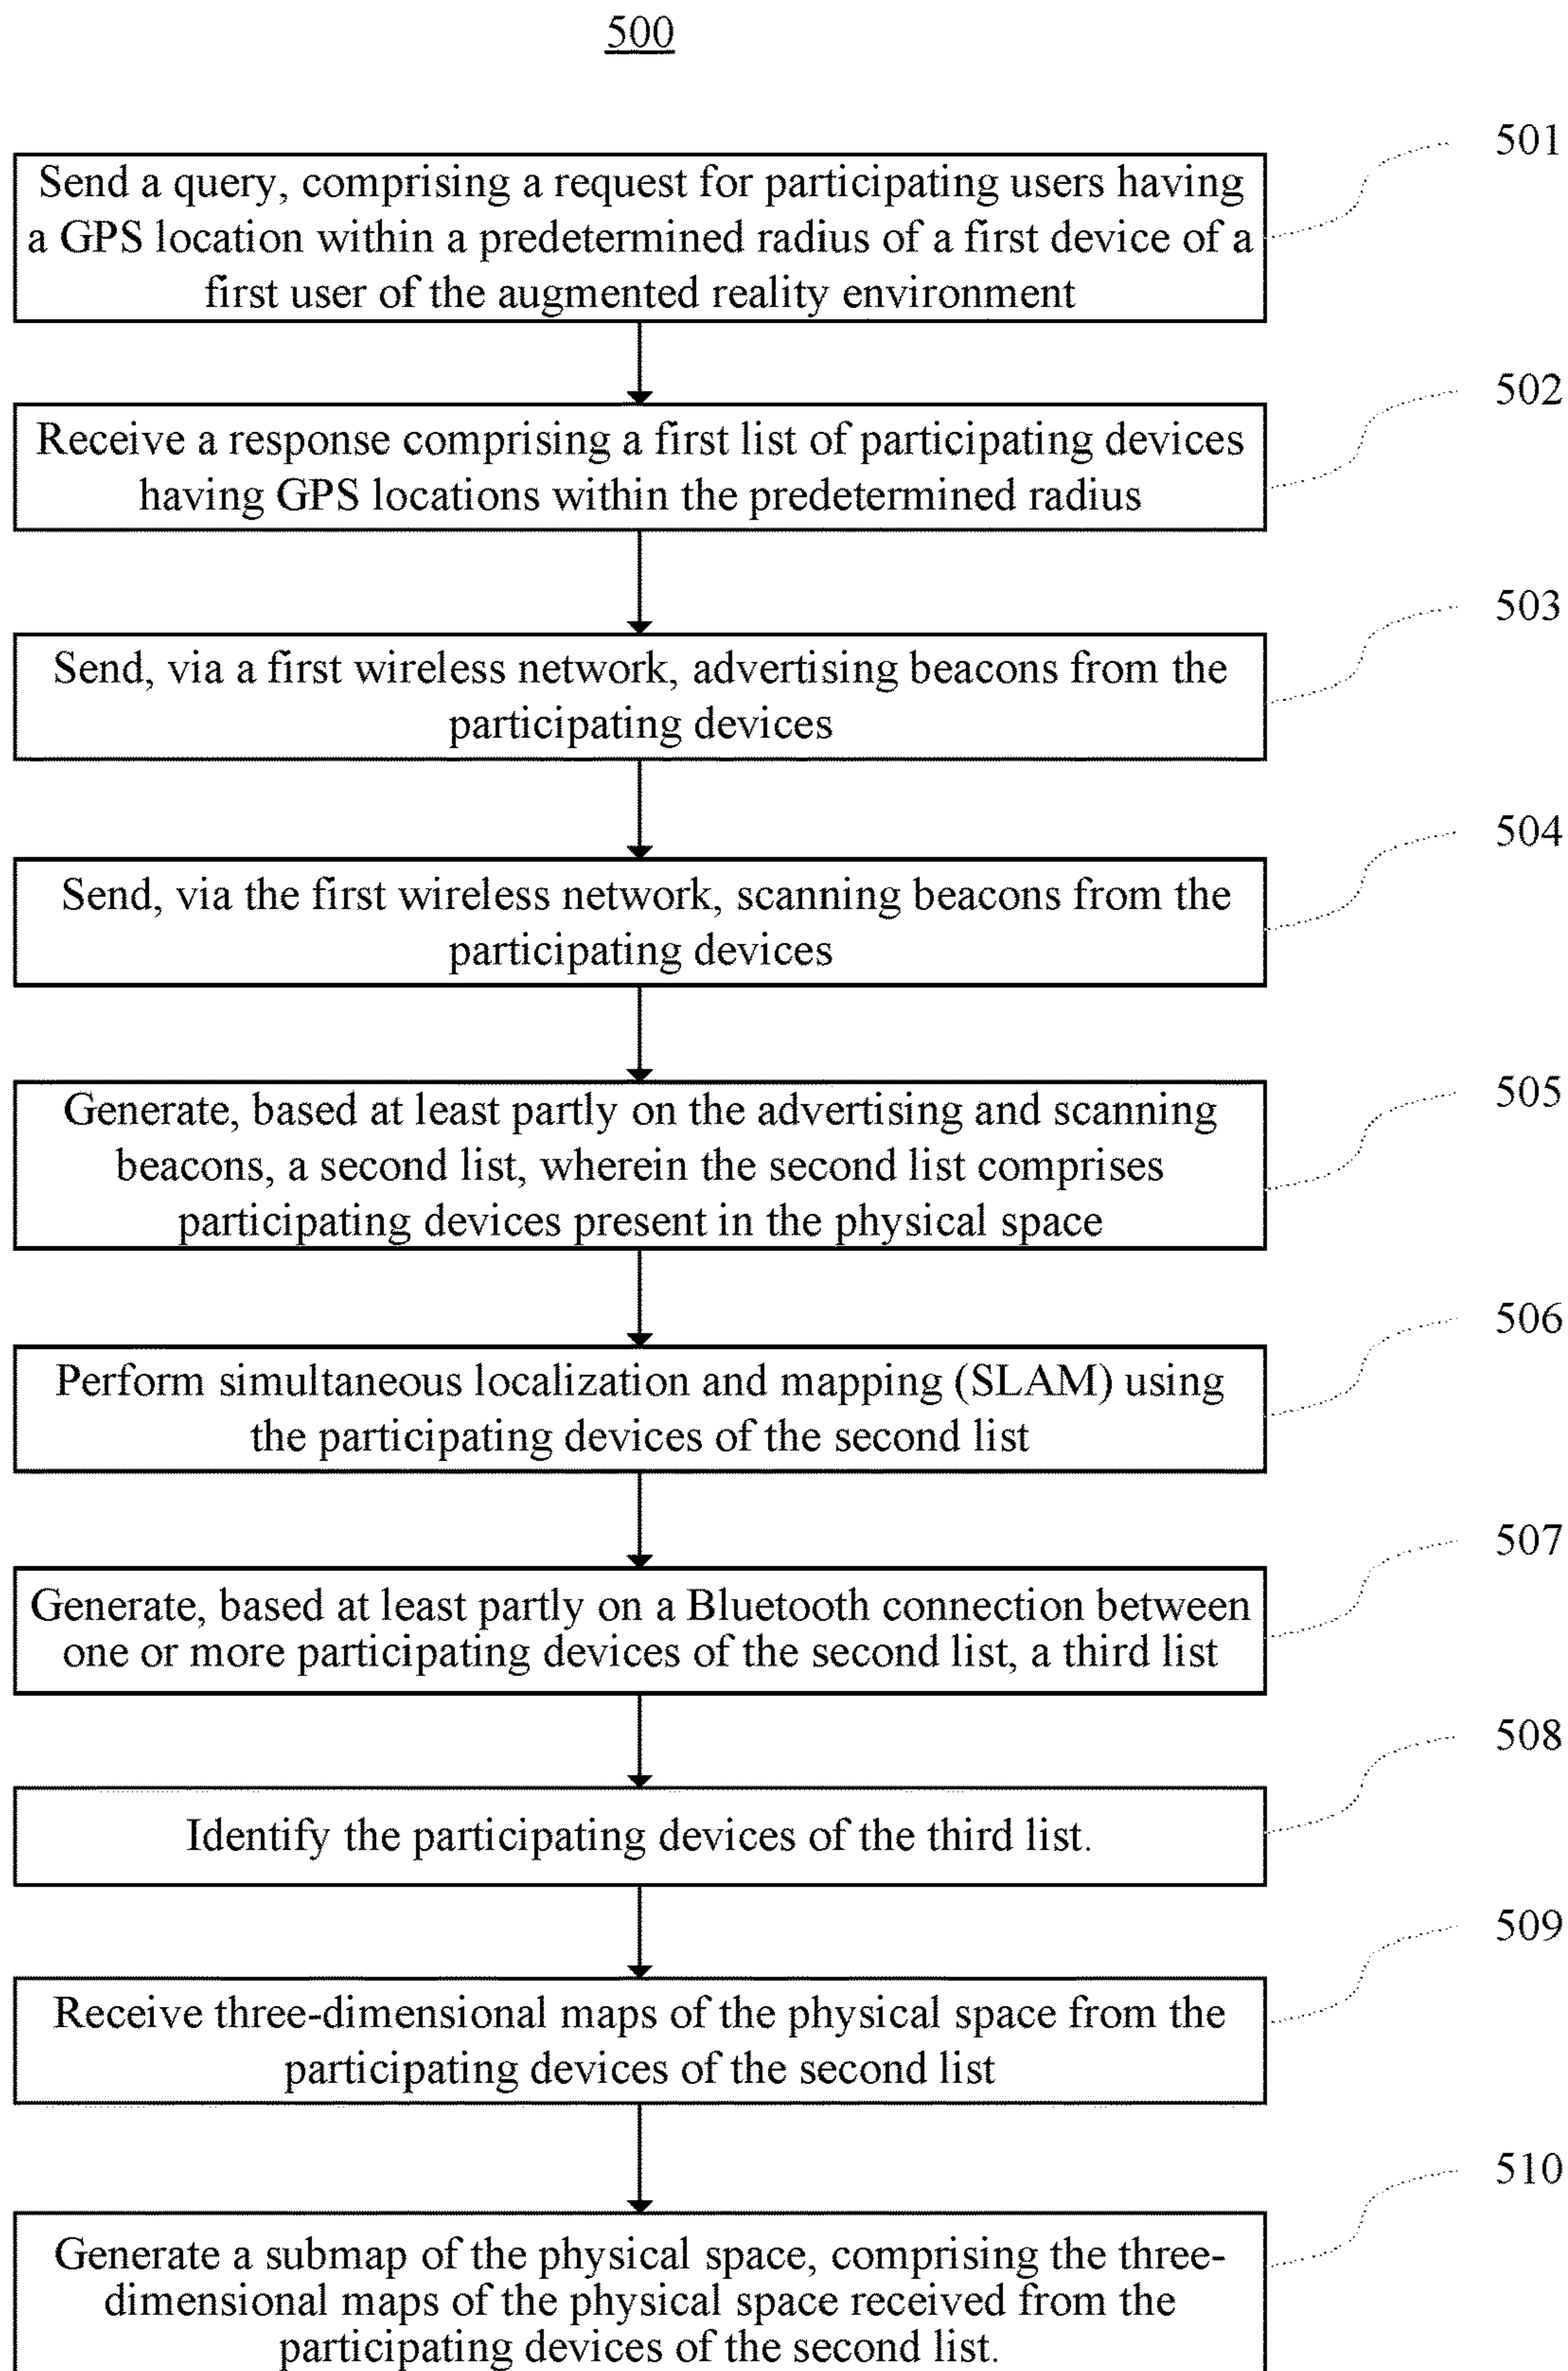 500
501
Send a query, comprising a request for participating users having
a GPS location within a predetermined radius of a first device of a
first user of the augmented reality environment
502
Receive a response comprising a first list of participating devices
having GPS locations within the predetermined radius
503
Send, via a first wireless network, advertising beacons from the
participating devices
504
Send, via the first wireless network, scanning beacons from the
participating devices
505
Generate, based at least partly on the advertising and scanning
beacons, a second list, wherein the second list comprises
participating devices present in the physical space
506
Perform simultaneous localization and mapping (SLAM) using
the participating devices of the second list
507
Generate, based at least partly on a Bluetooth connection between
one or more participating devices of the second list, a third list
508
Identify the participating devices of the third list.
509
Receive three-dimensional maps of the physical space from the
participating devices of the second list
510
Generate a submap of the physical space, comprising the three-
dimensional maps of the physical space received from the
participating devices of the second list.